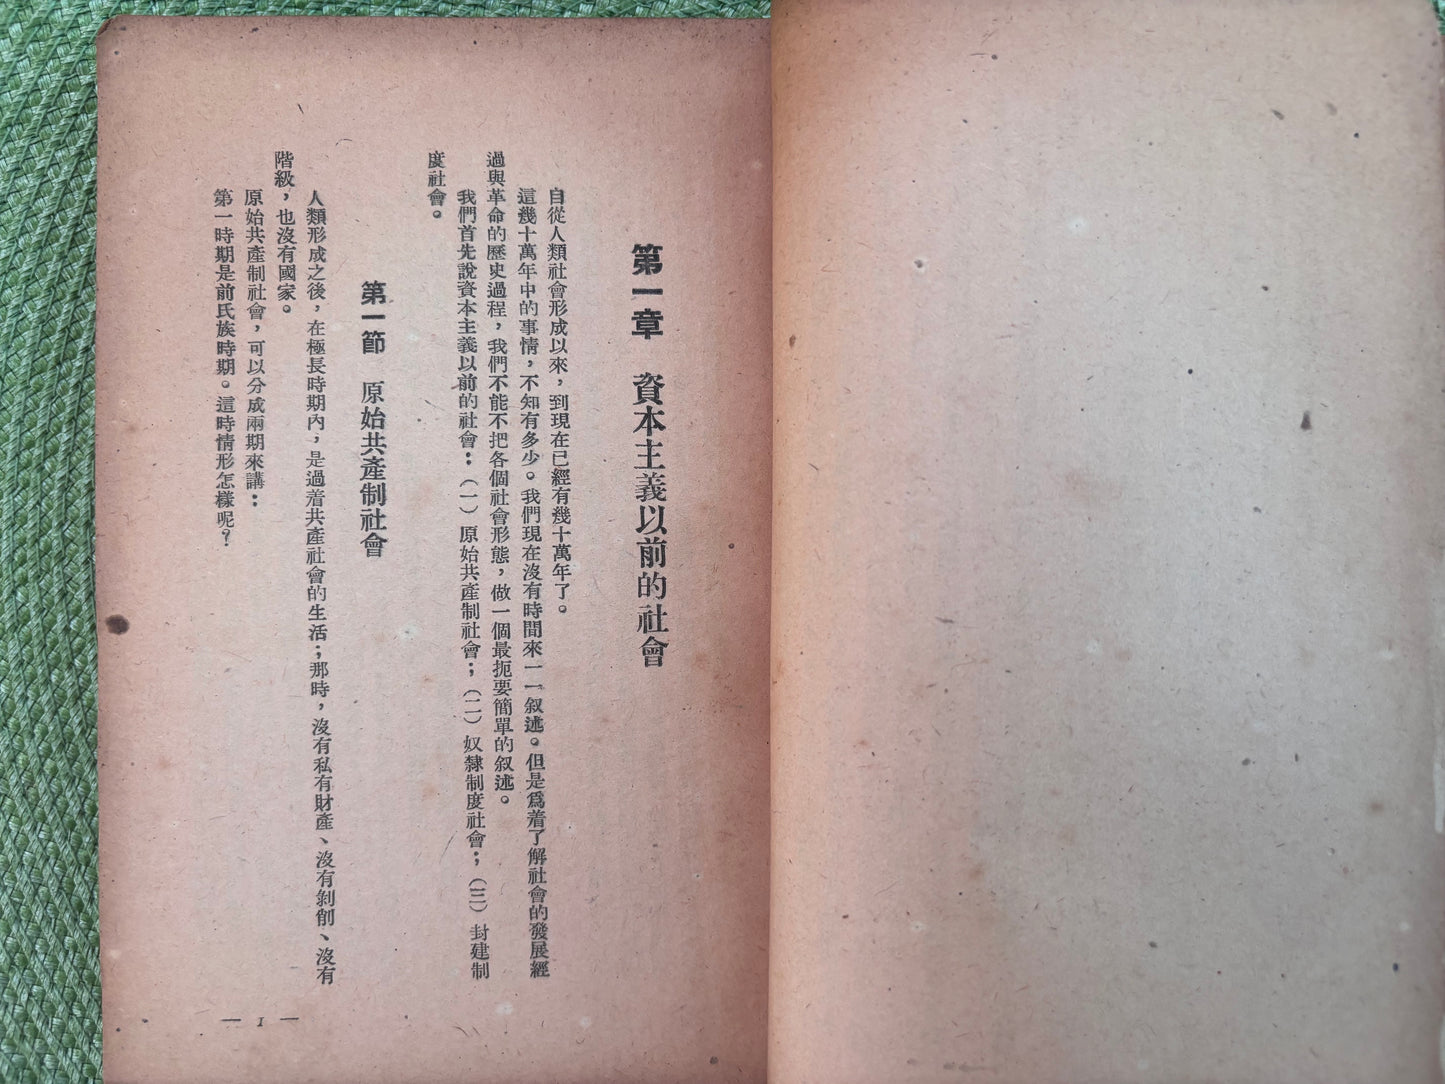 第一章　資本主義以前的社會
自從人類社會形成以來，到現在已經有幾十萬年了。
這幾十萬年中的事情，不知有多少。我們現在沒有時間來一一叙述。但是爲着了解社會的發展經
過與革命的歷史過程，我們不能不把各個社會形態，做一個最扼要簡單的叙述。
我們首先說資本主義以前的社會：（一）原始共產制社會；（二）奴隸制度社會；（三）封建制
度社會。
第一節　原始共產制社會
人類形成之後，在極長時期內，是過着共產社會的生活；那時，沒有私有財產、沒有剝削、沒有
階級，也沒有國家。
原始共產制社會，可以分成兩期來講：
第一時期是前氏族時期。這時情形怎樣呢？
— 1 —